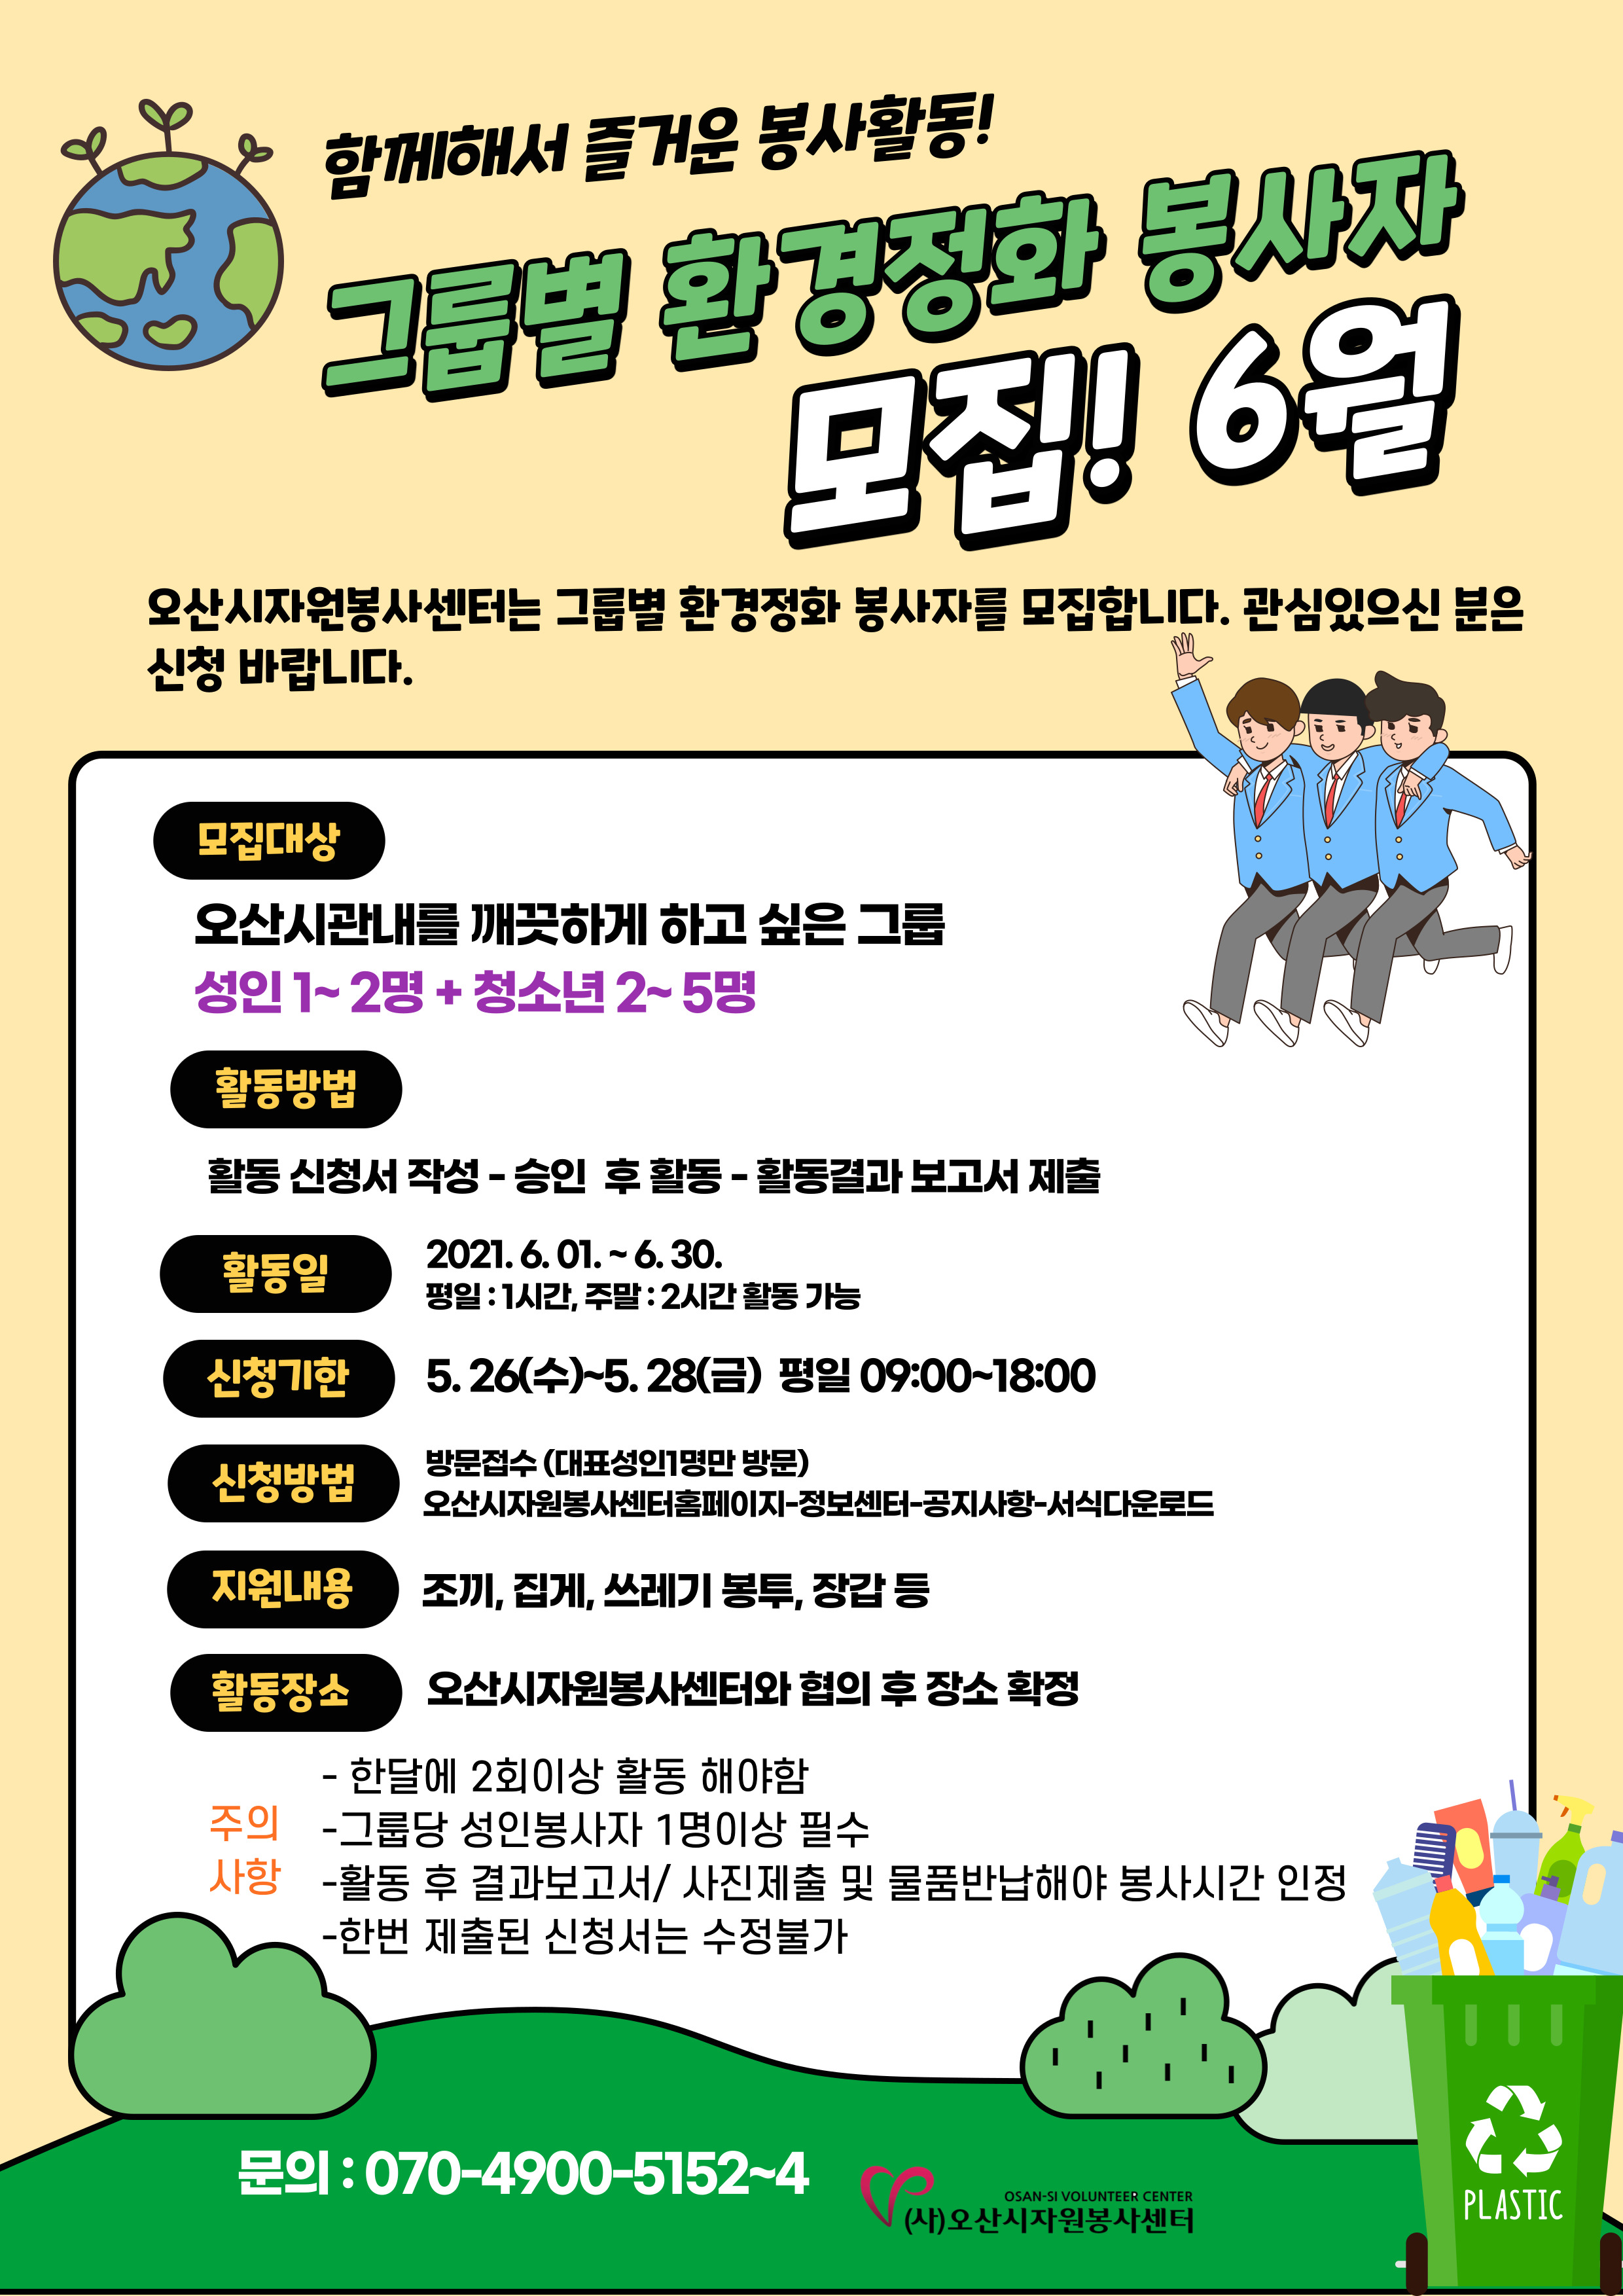 함께해서 즐거운 봉사활동!
그룹별 환경정화 봉사자
모집! 6월
오산시자원봉사센터는 그룹별 환경정화 봉사자를 모집합니다. 관심있으신 분은
신청 바랍니다.
모집대상
오산시관내를 깨끗하게 하고 싶은 그룹
성인 1~ 2명 + 청소년 2~ 5명
활동방법
활동 신청서 작성 - 승인 후 활동 - 활동결과 보고서 제출
활동일
2021. 6. 01. ~ 6. 30.
평일 : 1시간, 주말 : 2시간 활동 가능
신청기한
5. 26(수)~5. 28(금) 평일 09:00~18:00
신청방법
방문접수 (대표성인1명만 방문)
오산시자원봉사센터홈페이지-정보센터-공지사항-서식다운로드
지원내용
조끼, 집게, 쓰레기 봉투, 장갑 등
활동장소
오산시자원봉사센터와 협의 후 장소 확정
주의
사항
- 한달에 2회이상 활동 해야함
-그룹당 성인봉사자 1명이상 필수
-활동 후 결과보고서/ 사진제출 및 물품반납해야 봉사시간 인정
-한번 제출된 신청서는 수정불가
문의 : 070-4900-5152~4
OSAN-SI VOLUNTEER CENTER
(사)오산시자원봉사센터
PLASTIC